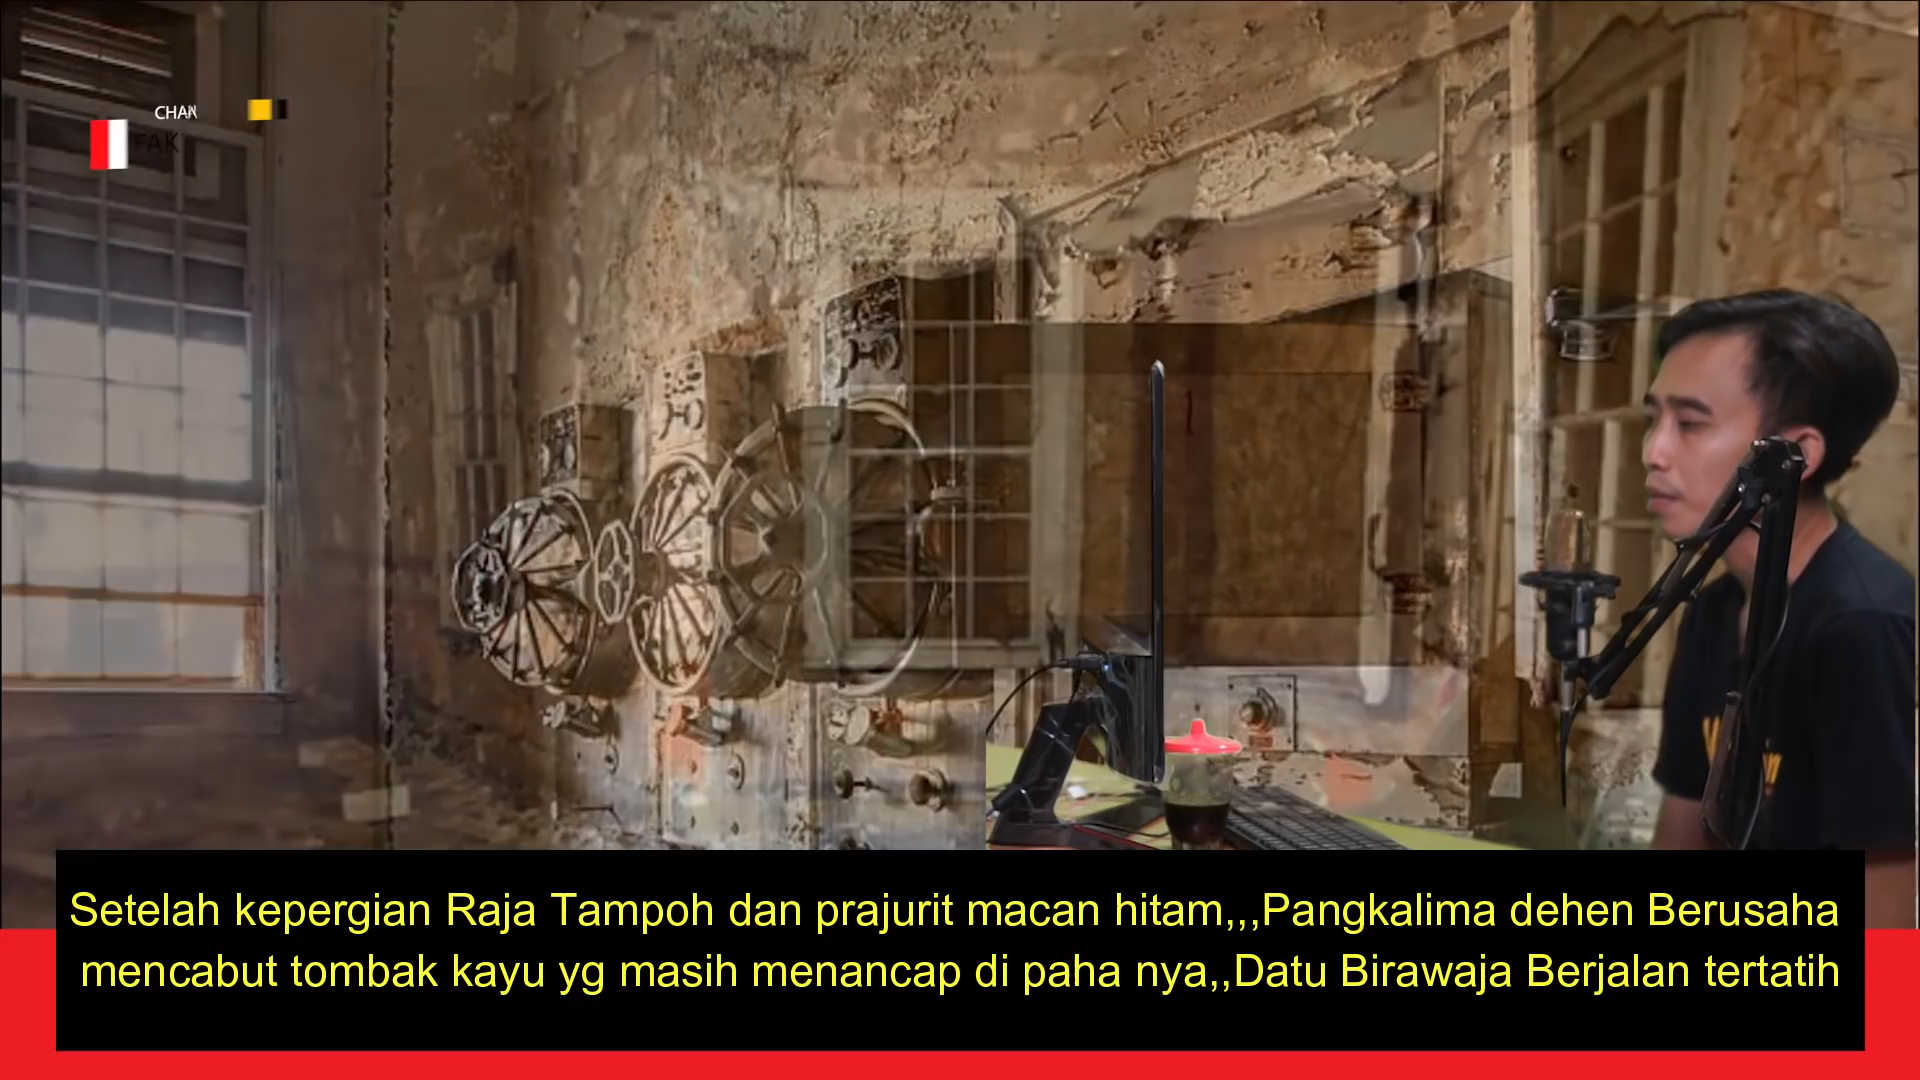 CHAN
FAK
Setelah kepergian Raja Tampoh dan prajurit macan hitam,,,Pangkalima dehen Berusaha
mencabut tombak kayu yg masih menancap di paha nya,,Datu Birawaja Berjalan tertatih